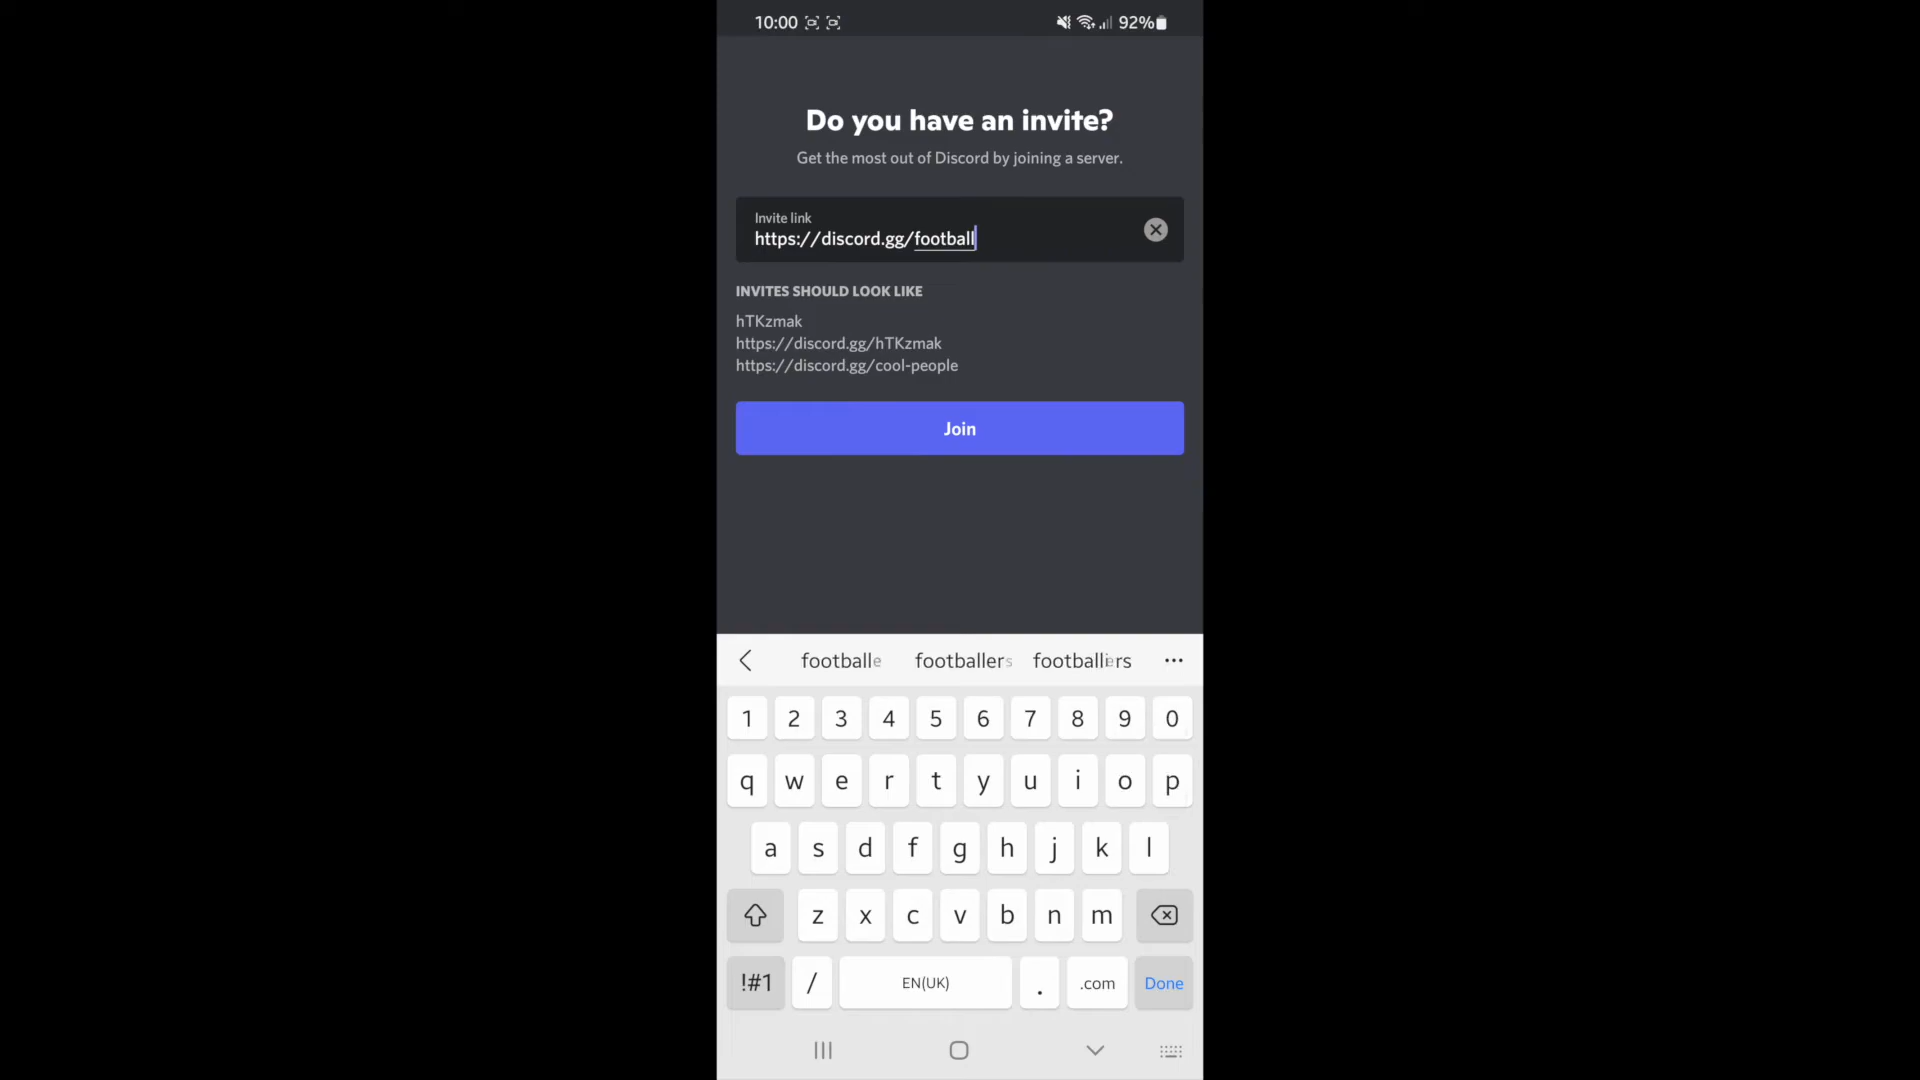 10:00 92%
Do you have an invite?
Get the most out of Discord by joining a server.
Invite link
https://discord.gg/football
INVITES SHOULD LOOK LIKE
hTKzmak
https://discord.gg/hTKzmak
https://discord.gg/cool-people
Join
footballe footballers footballiers
1 2 3 4 5 6 7 8 9 0
q w e r t y u i o p
a s d f g h j k l
z x c v b n m
!#1 / EN(UK) . .com Done